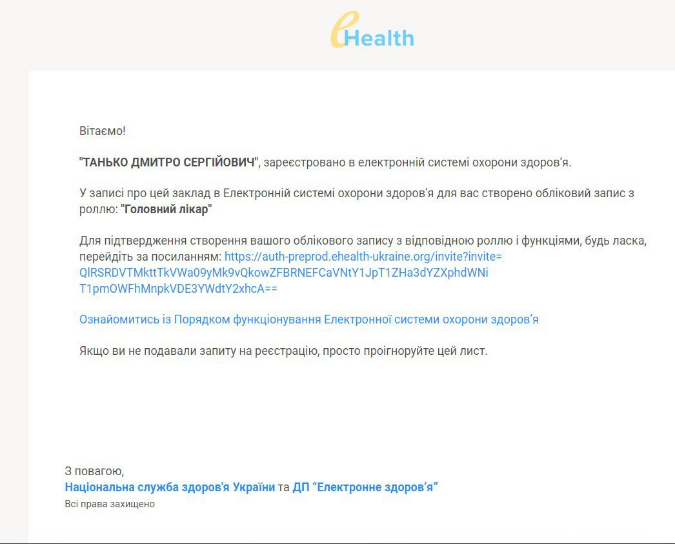 eHealth
Вітаємо!
"ТАНЬКО ДМИТРО СЕРГІЙОВИЧ", зареєстровано в електронній системі охорони здоров'я.
У записі про цей заклад в Електронній системі охорони здоров'я для вас створено обліковий запис з
роллю: "Головний лікар"
Для підтвердження створення вашого облікового запису з відповідною роллю і функціями, будь ласка,
перейдіть за посиланням: https://auth-preprod.ehealth-ukraine.org/invite?invite=
QlRSRDVTMkttTkVWa09yMk9vQkowZFBRNEFCaVNtY1JpT1ZHa3dYZXphdWNi
T1pmOWFhMnpkVDE3YWdtY2xhcA==
Ознайомитись із Порядком функціонування Електронної системи охорони здоров'я
Якщо ви не подавали запиту на реєстрацію, просто проігноруйте цей лист.
З повагою,
Національна служба здоров'я України та ДП “Електронне здоров'я”
Всі права захищено